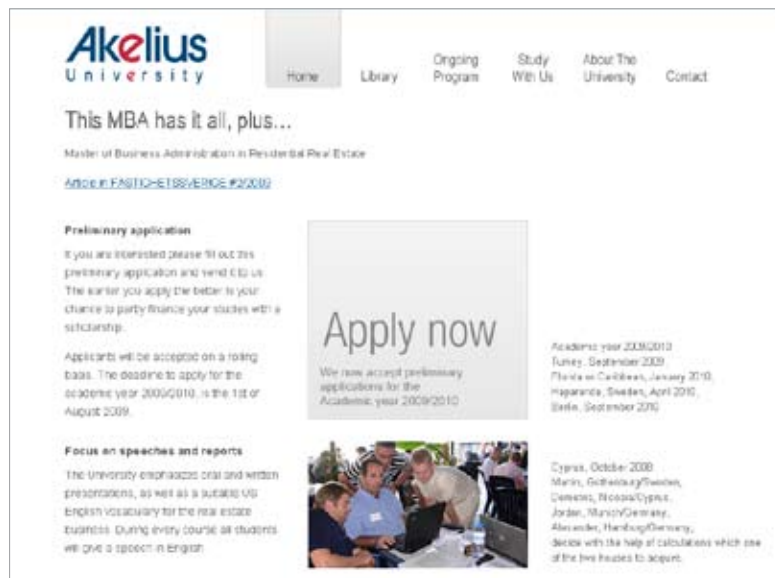 Akelius
University
Home
Library
Ongoing
Program
Study
With Us
About The
University
Contact
This MBA has it all, plus...
Master of Business Administration in Residential Real Estate
Article in FASTIGHETSSVERIGE #2/2009
Preliminary application
If you are interested please fill out this
preliminary application and send it to us.
The earlier you apply the better is your
chance to partly finance your studies with a
scholarship.
Applicants will be accepted on a rolling
basis. The deadline to apply for the
academic year 2009/2010, is the 1st of
August 2009.
Apply now
We now accept preliminary
applications for the
Academic year 2009/2010
Academic year 2009/2010
Turkey, September 2009,
Florida or Caribbean, January 2010,
Haparanda, Sweden, April 2010,
Berlin, September 2010
Focus on speeches and reports
The University emphasizes oral and written
presentations, as well as a suitable US
English vocabulary for the real estate
business. During every course all students
will give a speech in English
Cyprus, October 2008
Martin, Gothenburg/Sweden,
Demetris, Nicosia/Cyprus,
Jordan, Munich/Germany,
Alexander, Hamburg/Germany,
decide with the help of calculations which one
of the two houses to acquire.